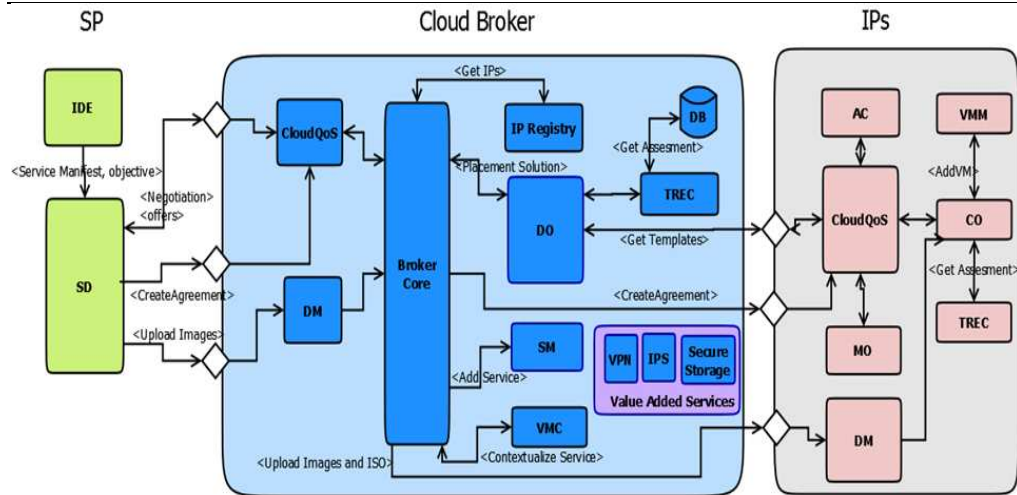 SP
Cloud Broker
IPs
<Get IPs>
IDE
CloudQoS
IP Registry
DB
AC
VMM
<Get Assesment>
<Service Manifest, objective>
<Placement Solution>
<AddVM>
<Negotiation>
<offers>
TREC
SD
DO
CloudQoS
CO
<Get Templates>
Broker
Core
<CreateAgreement>
DM
<CreateAgreement>
<Get Assesment>
<Upload Images>
SM
VPN
IPS
Secure
Storage
MO
TREC
<Add Service>
Value Added Services
VMC
DM
<Upload Images and ISO>
<Contextualize Service>